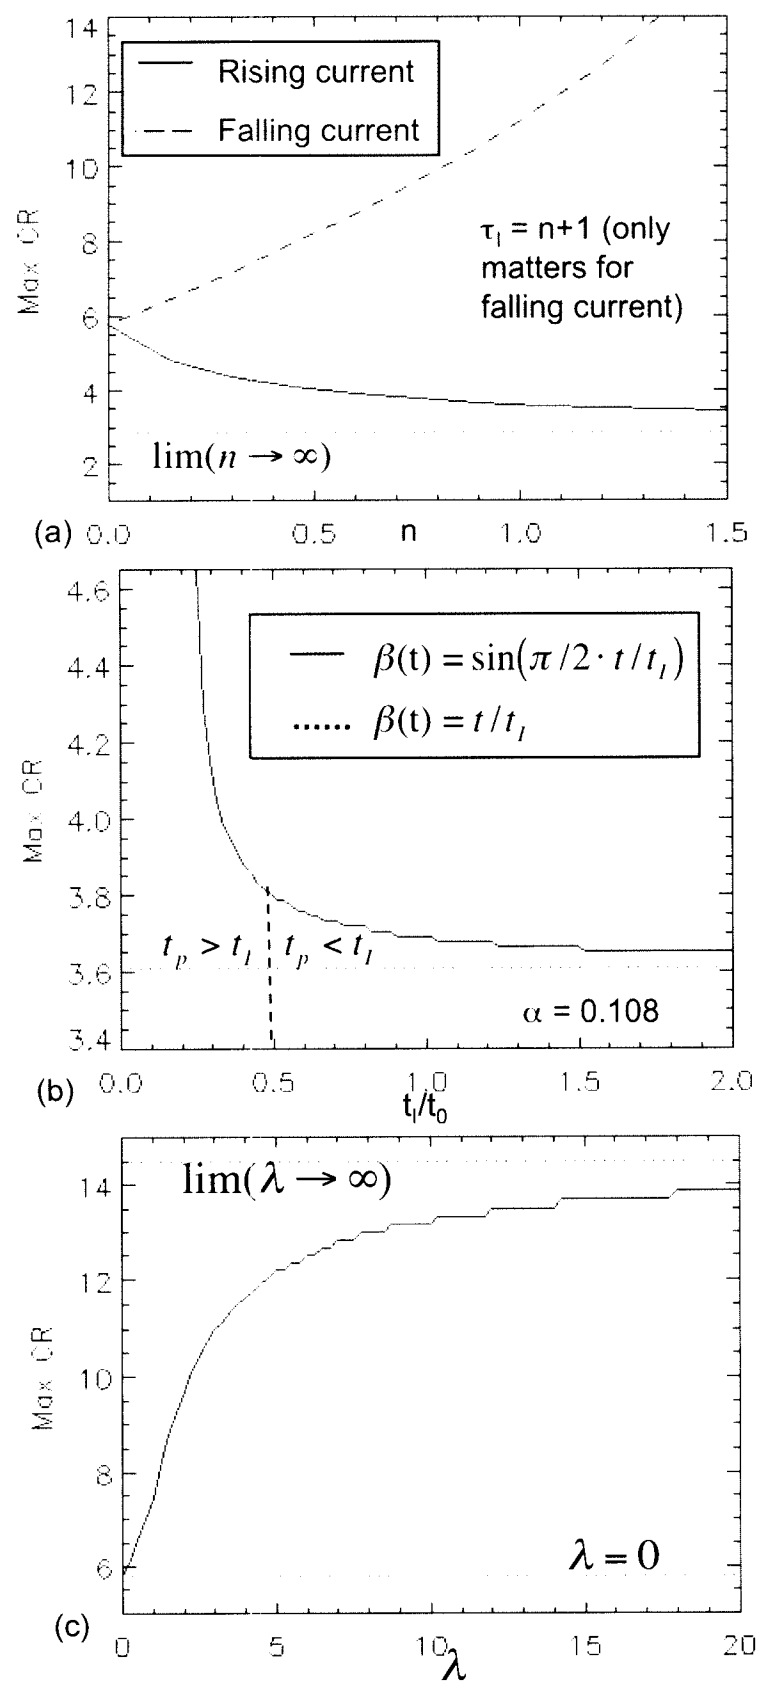 14
12
10
8
6
4
2
Max CR
Rising current
Falling current
τ_I = n+1 (only
matters for
falling current)
lim(n → ∞)
(a) 0.0 0.5 n 1.0 1.5
4.6
4.4
4.2
4.0
3.8
3.6
3.4
Max CR
β(t) = sin(π/2 · t/t_I)
β(t) = t/t_I
t_p > t_I t_p < t_I
α = 0.108
(b) 0.0 0.5 1.0 1.5 2.0
t_I/t_0
14
12
10
8
6
Max CR
lim(λ → ∞)
λ = 0
(c)
0 5 10 15 20
λ